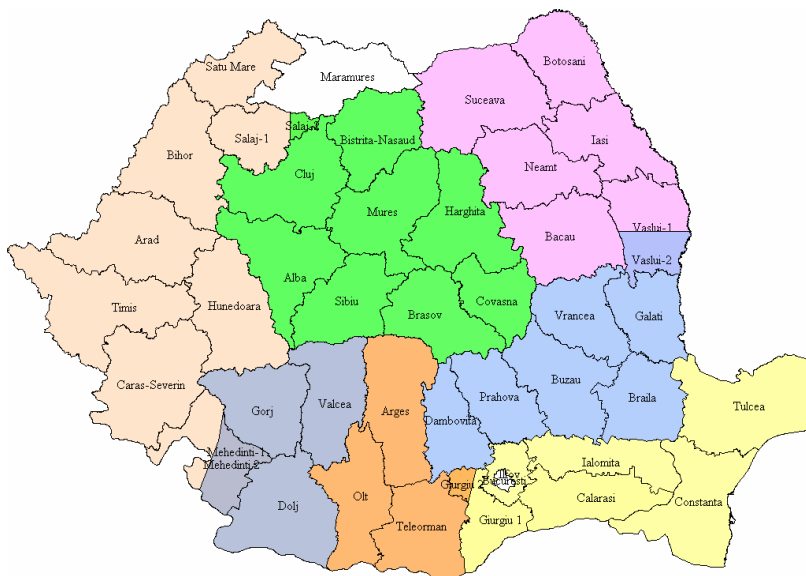 Botosani
Satu Mare
Maramures
Suceava
Salaj-2
Salaj-1
Bistrita-Nasaud
Iasi
Bihor
Neamt
Cluj
Mures
Harghita
Vaslui-1
Arad
Bacau
Vaslui-2
Alba
Hunedoara
Sibiu
Covasna
Timis
Brasov
Vrancea
Galati
Buzau
Caras-Severin
Prahova
Braila
Valcea
Gorj
Arges
Tulcea
Dambovita
Mehedinti-1
Mehedinti 2
Ialomita
Ilfov
Bucuresti
Giurgiu 2
Olt
Calarasi
Constanta
Dolj
Giurgiu 1
Teleorman